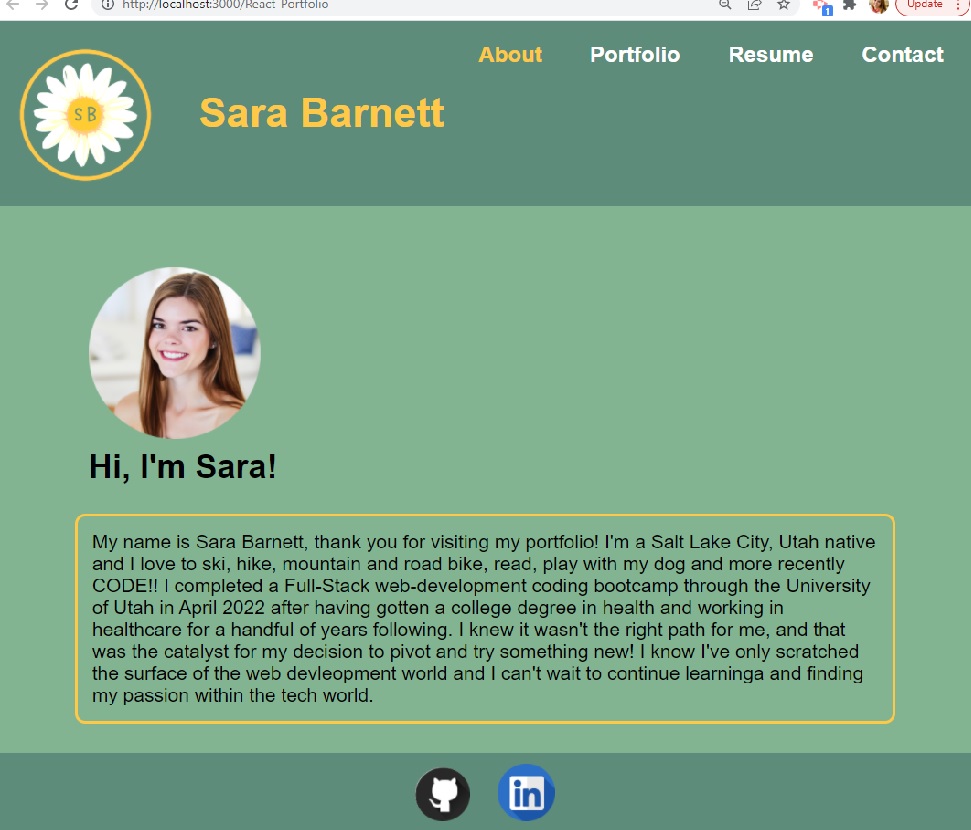 http://localhost:3000/React-Portfolio
Update
1
About Portfolio Resume Contact
S B
Sara Barnett
Hi, I'm Sara!
My name is Sara Barnett, thank you for visiting my portfolio! I'm a Salt Lake City, Utah native
and I love to ski, hike, mountain and road bike, read, play with my dog and more recently
CODE!! I completed a Full-Stack web-development coding bootcamp through the University
of Utah in April 2022 after having gotten a college degree in health and working in
healthcare for a handful of years following. I knew it wasn't the right path for me, and that
was the catalyst for my decision to pivot and try something new! I know I've only scratched
the surface of the web devleopment world and I can't wait to continue learninga and finding
my passion within the tech world.
in